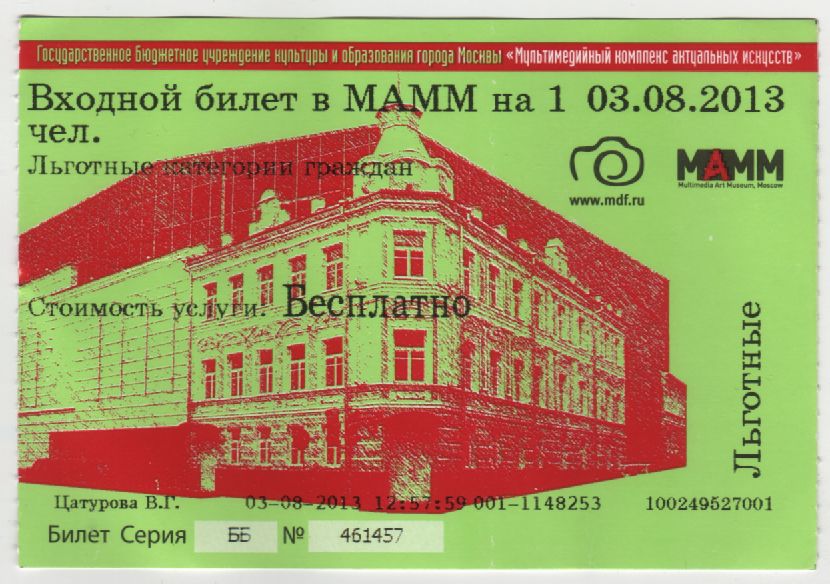 Государственное бюджетное учреждение культуры и образования города Москвы «Мультимедийный комплекс актуальных искусств»
Входной билет в МАММ на 1 03.08.2013
чел.
Льготные категории граждан
www.mdf.ru
МАММ
Multimedia Art Museum, Moscow
Стоимость услуги: Бесплатно
Льготные
Цатурова В.Г. 03-08-2013 12:57:59 001-1148253 100249527001
Билет Серия ББ № 461457